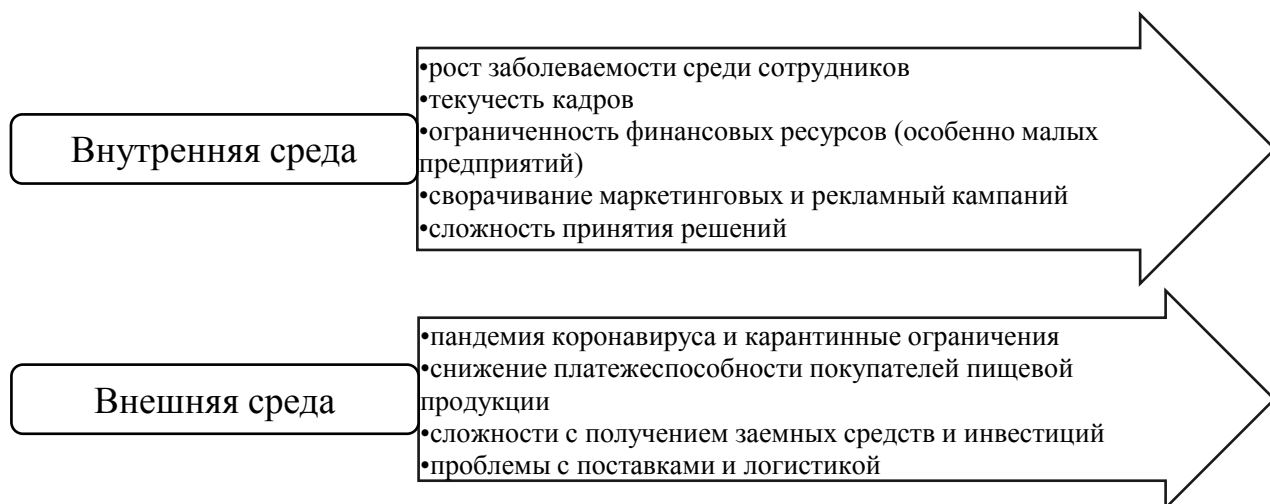 Внутренняя среда
•рост заболеваемости среди сотрудников
•текучесть кадров
•ограниченность финансовых ресурсов (особенно малых
предприятий)
•сворачивание маркетинговых и рекламный кампаний
•сложность принятия решений
Внешняя среда
•пандемия коронавируса и карантинные ограничения
•снижение платежеспособности покупателей пищевой
продукции
•сложности с получением заемных средств и инвестиций
•проблемы с поставками и логистикой